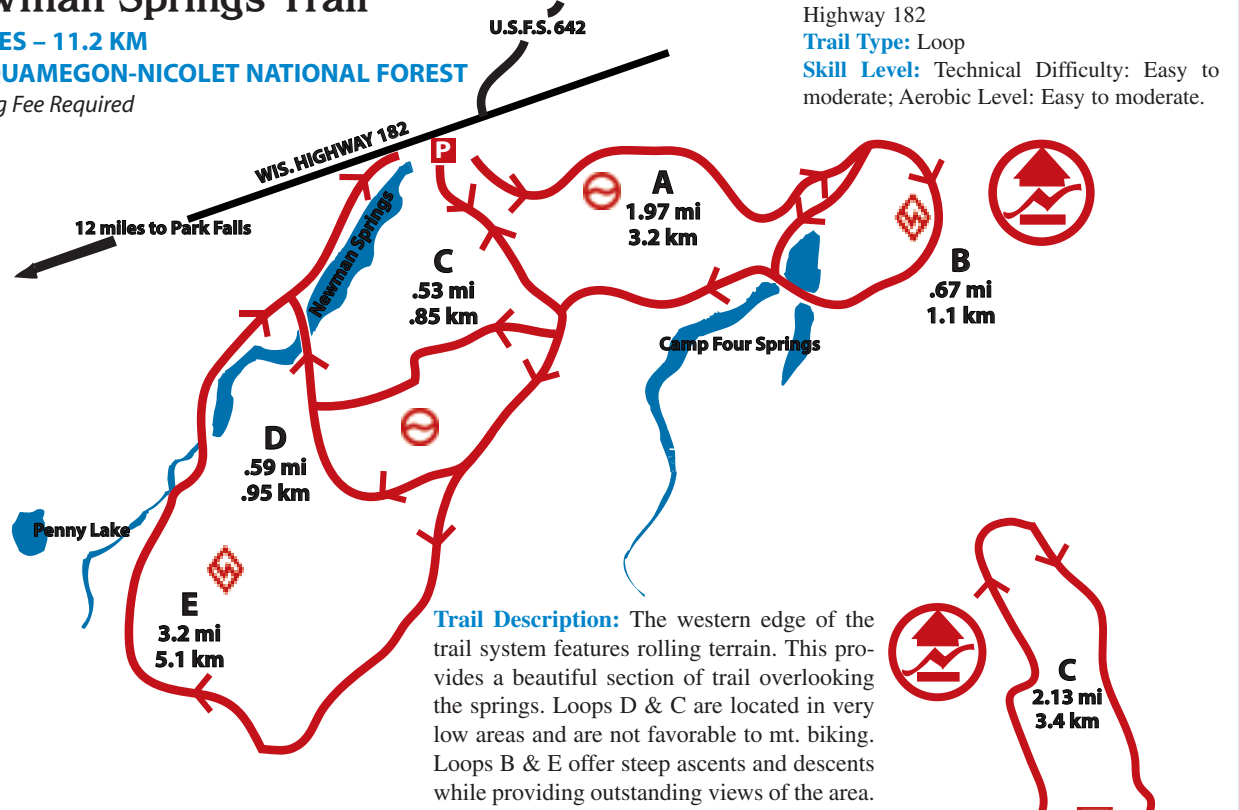 wman Springs Trail
ES – 11.2 KM
QUAMEGON-NICOLET NATIONAL FOREST
g Fee Required
U.S.F.S. 642
Highway 182
Trail Type: Loop
Skill Level: Technical Difficulty: Easy to
moderate; Aerobic Level: Easy to moderate.
WIS. HIGHWAY 182
P
12 miles to Park Falls
Newman Springs
A
1.97 mi
3.2 km
B
.67 mi
1.1 km
C
.53 mi
.85 km
Camp Four Springs
D
.59 mi
.95 km
Penny Lake
E
3.2 mi
5.1 km
Trail Description: The western edge of the
trail system features rolling terrain. This pro-
vides a beautiful section of trail overlooking
the springs. Loops D & C are located in very
low areas and are not favorable to mt. biking.
Loops B & E offer steep ascents and descents
while providing outstanding views of the area.
C
2.13 mi
3.4 km